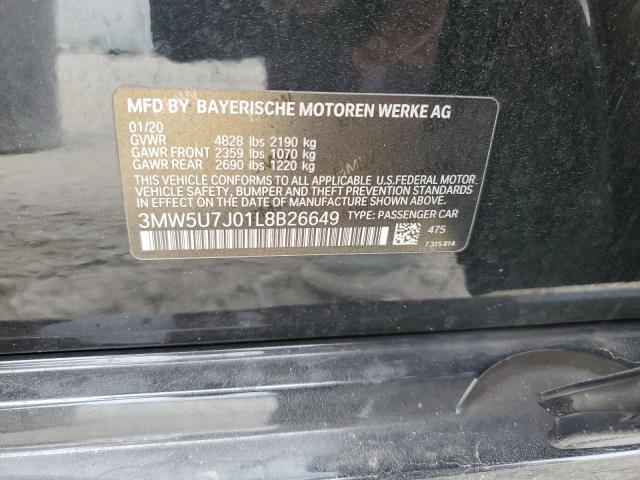 MFD BY BAYERISCHE MOTOREN WERKE AG
01/20
GVWR 4828 lbs 2190 kg
GAWR FRONT 2359 lbs 1070 kg
GAWR REAR 2690 lbs 1220 kg
THIS VEHICLE CONFORMS TO ALL APPLICABLE U.S.FEDERAL MOTOR
VEHICLE SAFETY, BUMPER AND THEFT PREVENTION STANDARDS
IN EFFECT ON THE DATE OF MANUFACTURE SHOWN ABOVE.
3MW5U7J01L8B26649 TYPE: PASSENGER CAR
475
7 315 814